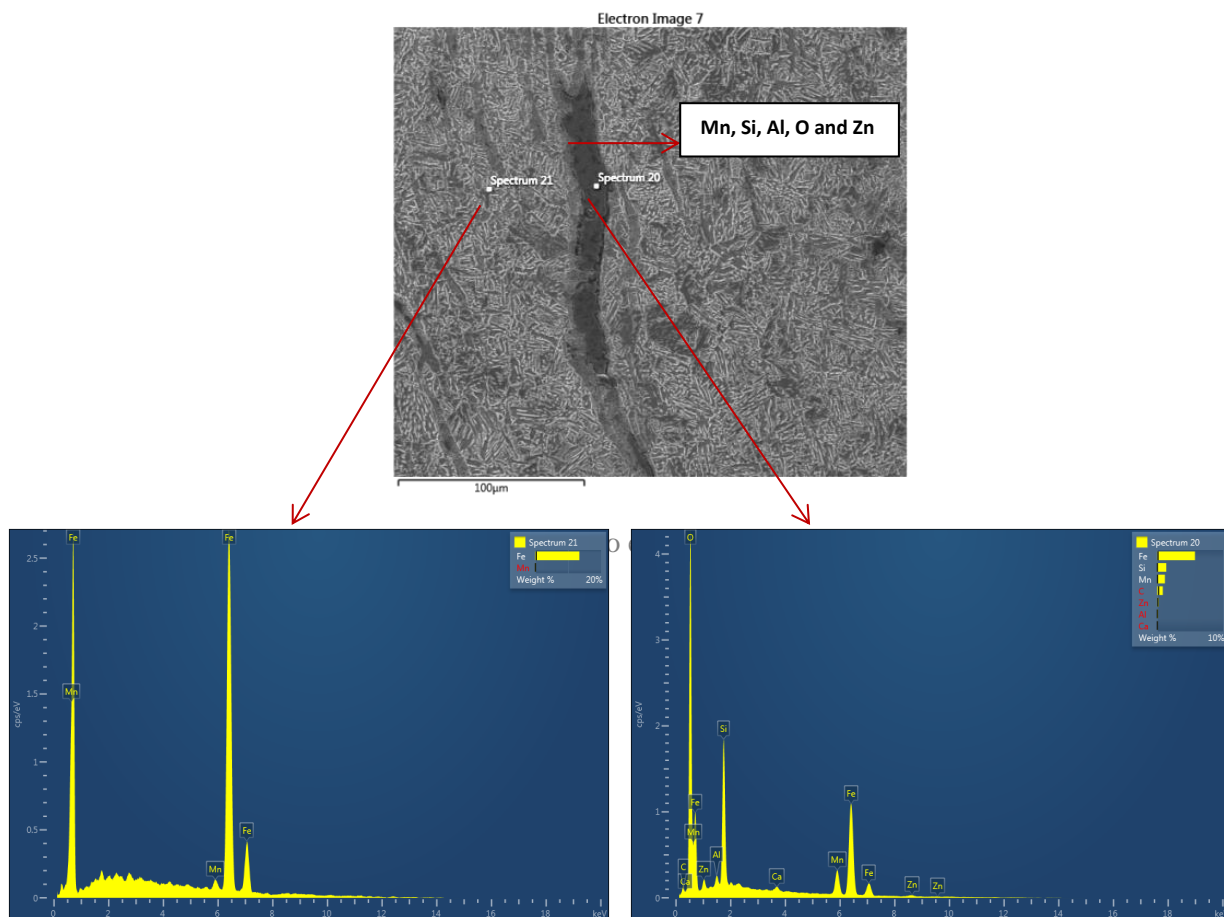 Electron Image 7
Mn, Si, Al, O and Zn
Spectrum 21
Spectrum 20
100µm
Fe
Fe
Mn
Mn
Fe
Spectrum 21
Fe
Mn
Weight %
20%
cps/eV
2.5
1.5
1
0.5
0
0
2
4
6
8
10
12
14
16
18
keV
O
Si
Fe
Mn
C
Ca
Zn
Al
Ca
Mn
Fe
Fe
Zn
Zn
Spectrum 20
Fe
Si
Mn
C
Zn
Al
Ca
Weight %
10%
cps/eV
4
3
2
1
0
0
2
4
6
8
10
12
14
16
18
keV